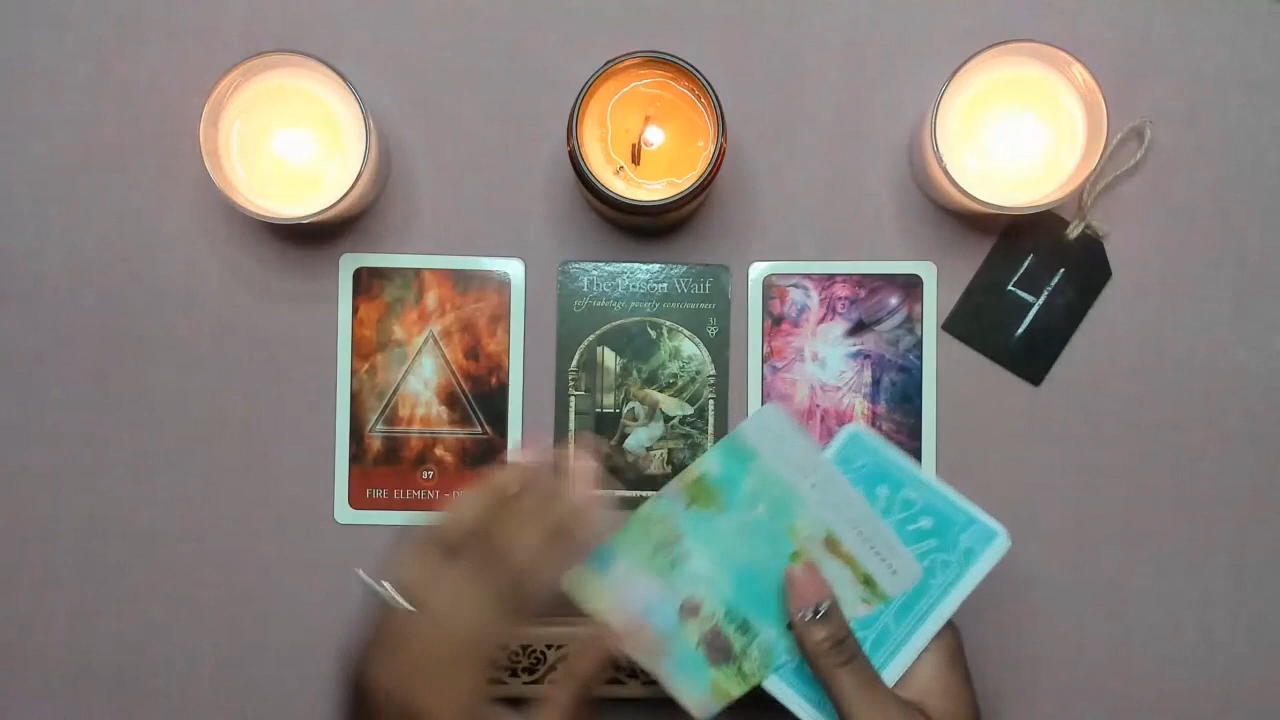 The Prison Waif
self-sabotage, poverty consciousness
31
4
37
FIRE ELEMENT –